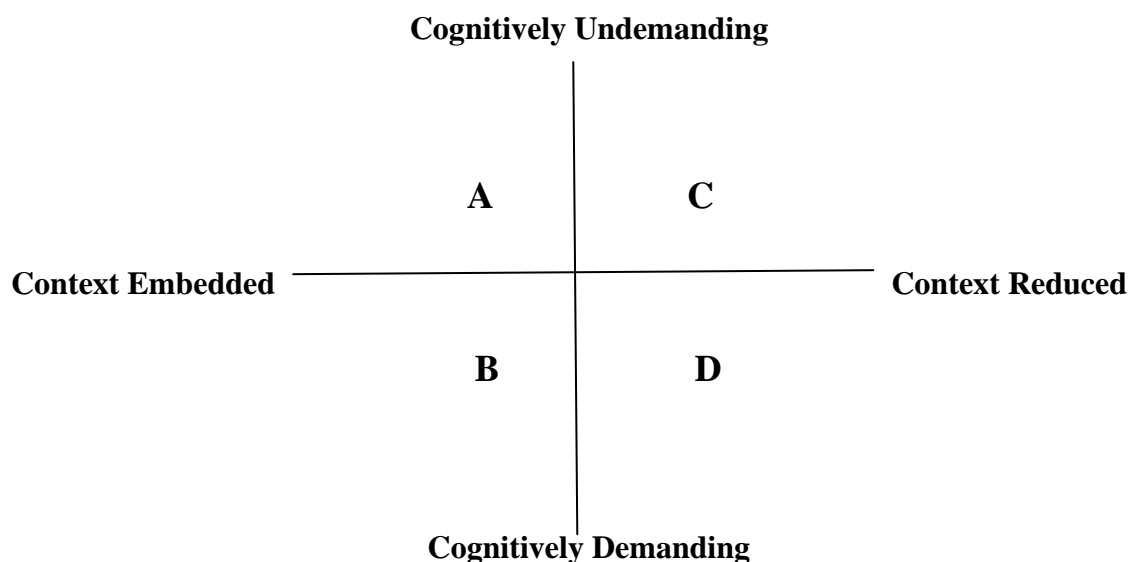 Cognitively Undemanding
A C
Context Embedded Context Reduced
B D
Cognitively Demanding